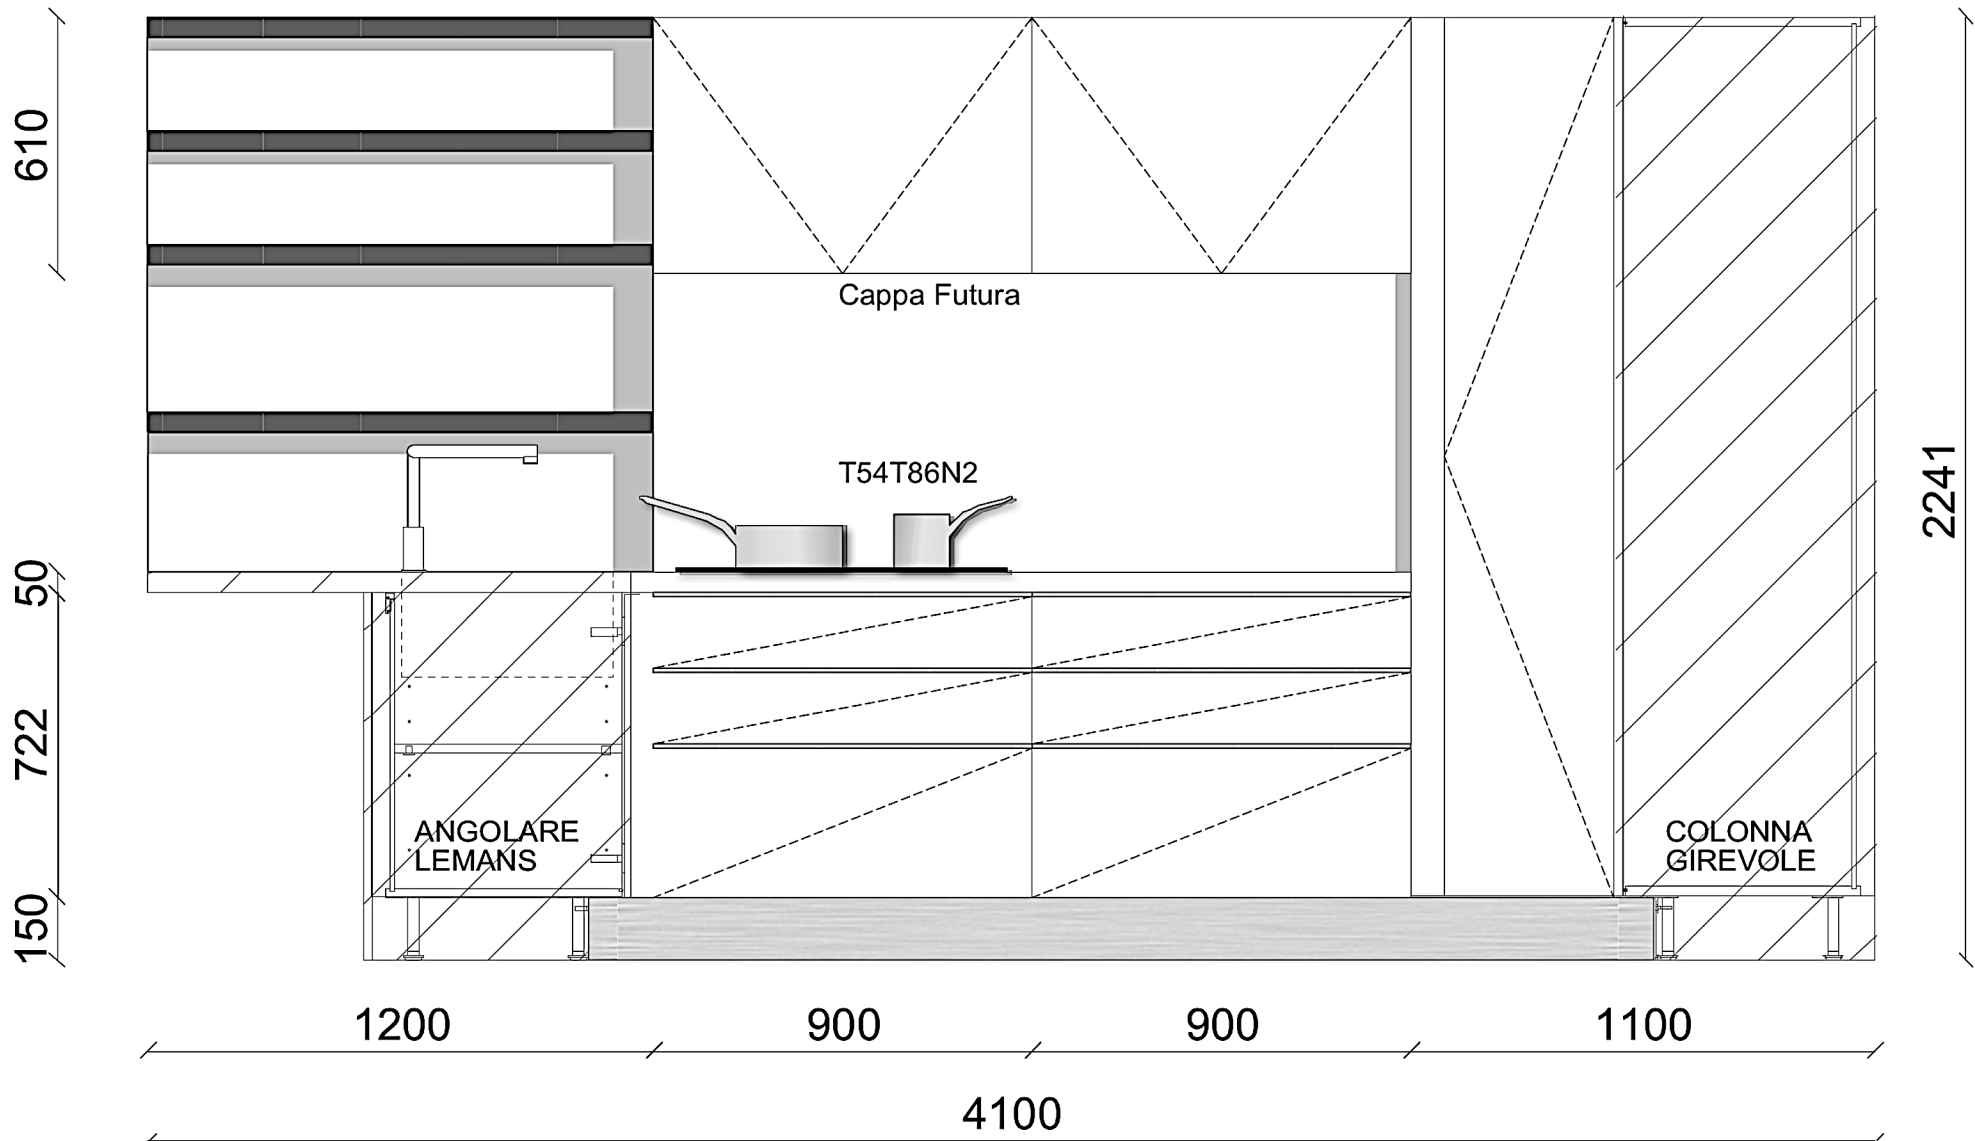 610
Cappa Futura
T54T86N2
2241
50
722
ANGOLARE
LEMANS
COLONNA
GIREVOLE
150
1200
900
900
1100
4100